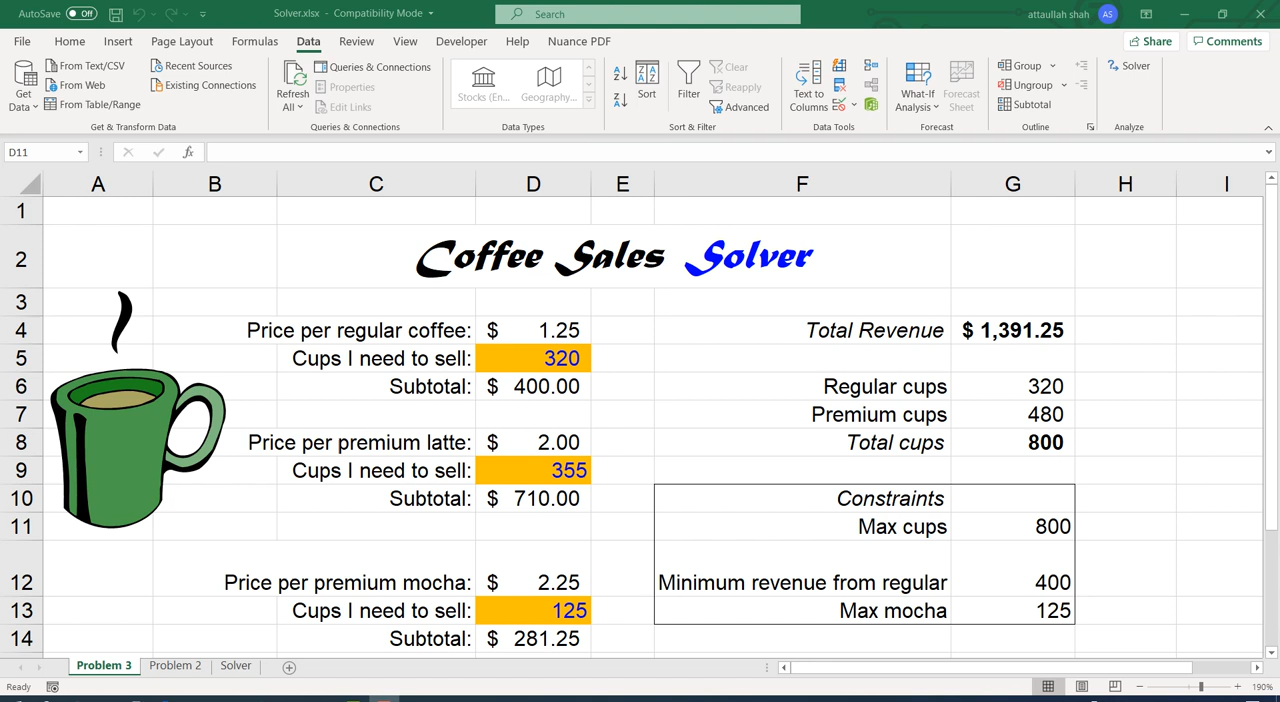 AutoSave Off Solver.xlsx - Compatibility Mode Search attaullah shah AS
File Home Insert Page Layout Formulas Data Review View Developer Help Nuance PDF Share Comments
Get Data
From Text/CSV
From Web
From Table/Range
Recent Sources
Existing Connections
Get & Transform Data
Refresh All
Queries & Connections
Properties
Edit Links
Queries & Connections
Stocks (En...
Geography...
Data Types
Sort
Filter
Clear
Reapply
Advanced
Sort & Filter
Text to Columns
Data Tools
What-If Analysis
Forecast Sheet
Forecast
Group
Ungroup
Subtotal
Outline
Solver
Analyze
D11 fx
A B C D E F G H I
1
2 Coffee Sales Solver
3
4 Price per regular coffee: $ 1.25 Total Revenue $ 1,391.25
5 Cups I need to sell: 320
6 Subtotal: $ 400.00 Regular cups 320
7 Premium cups 480
8 Price per premium latte: $ 2.00 Total cups 800
9 Cups I need to sell: 355
10 Subtotal: $ 710.00 Constraints
11 Max cups 800
12 Price per premium mocha: $ 2.25 Minimum revenue from regular 400
13 Cups I need to sell: 125 Max mocha 125
14 Subtotal: $ 281.25
Problem 3 Problem 2 Solver
Ready 190%